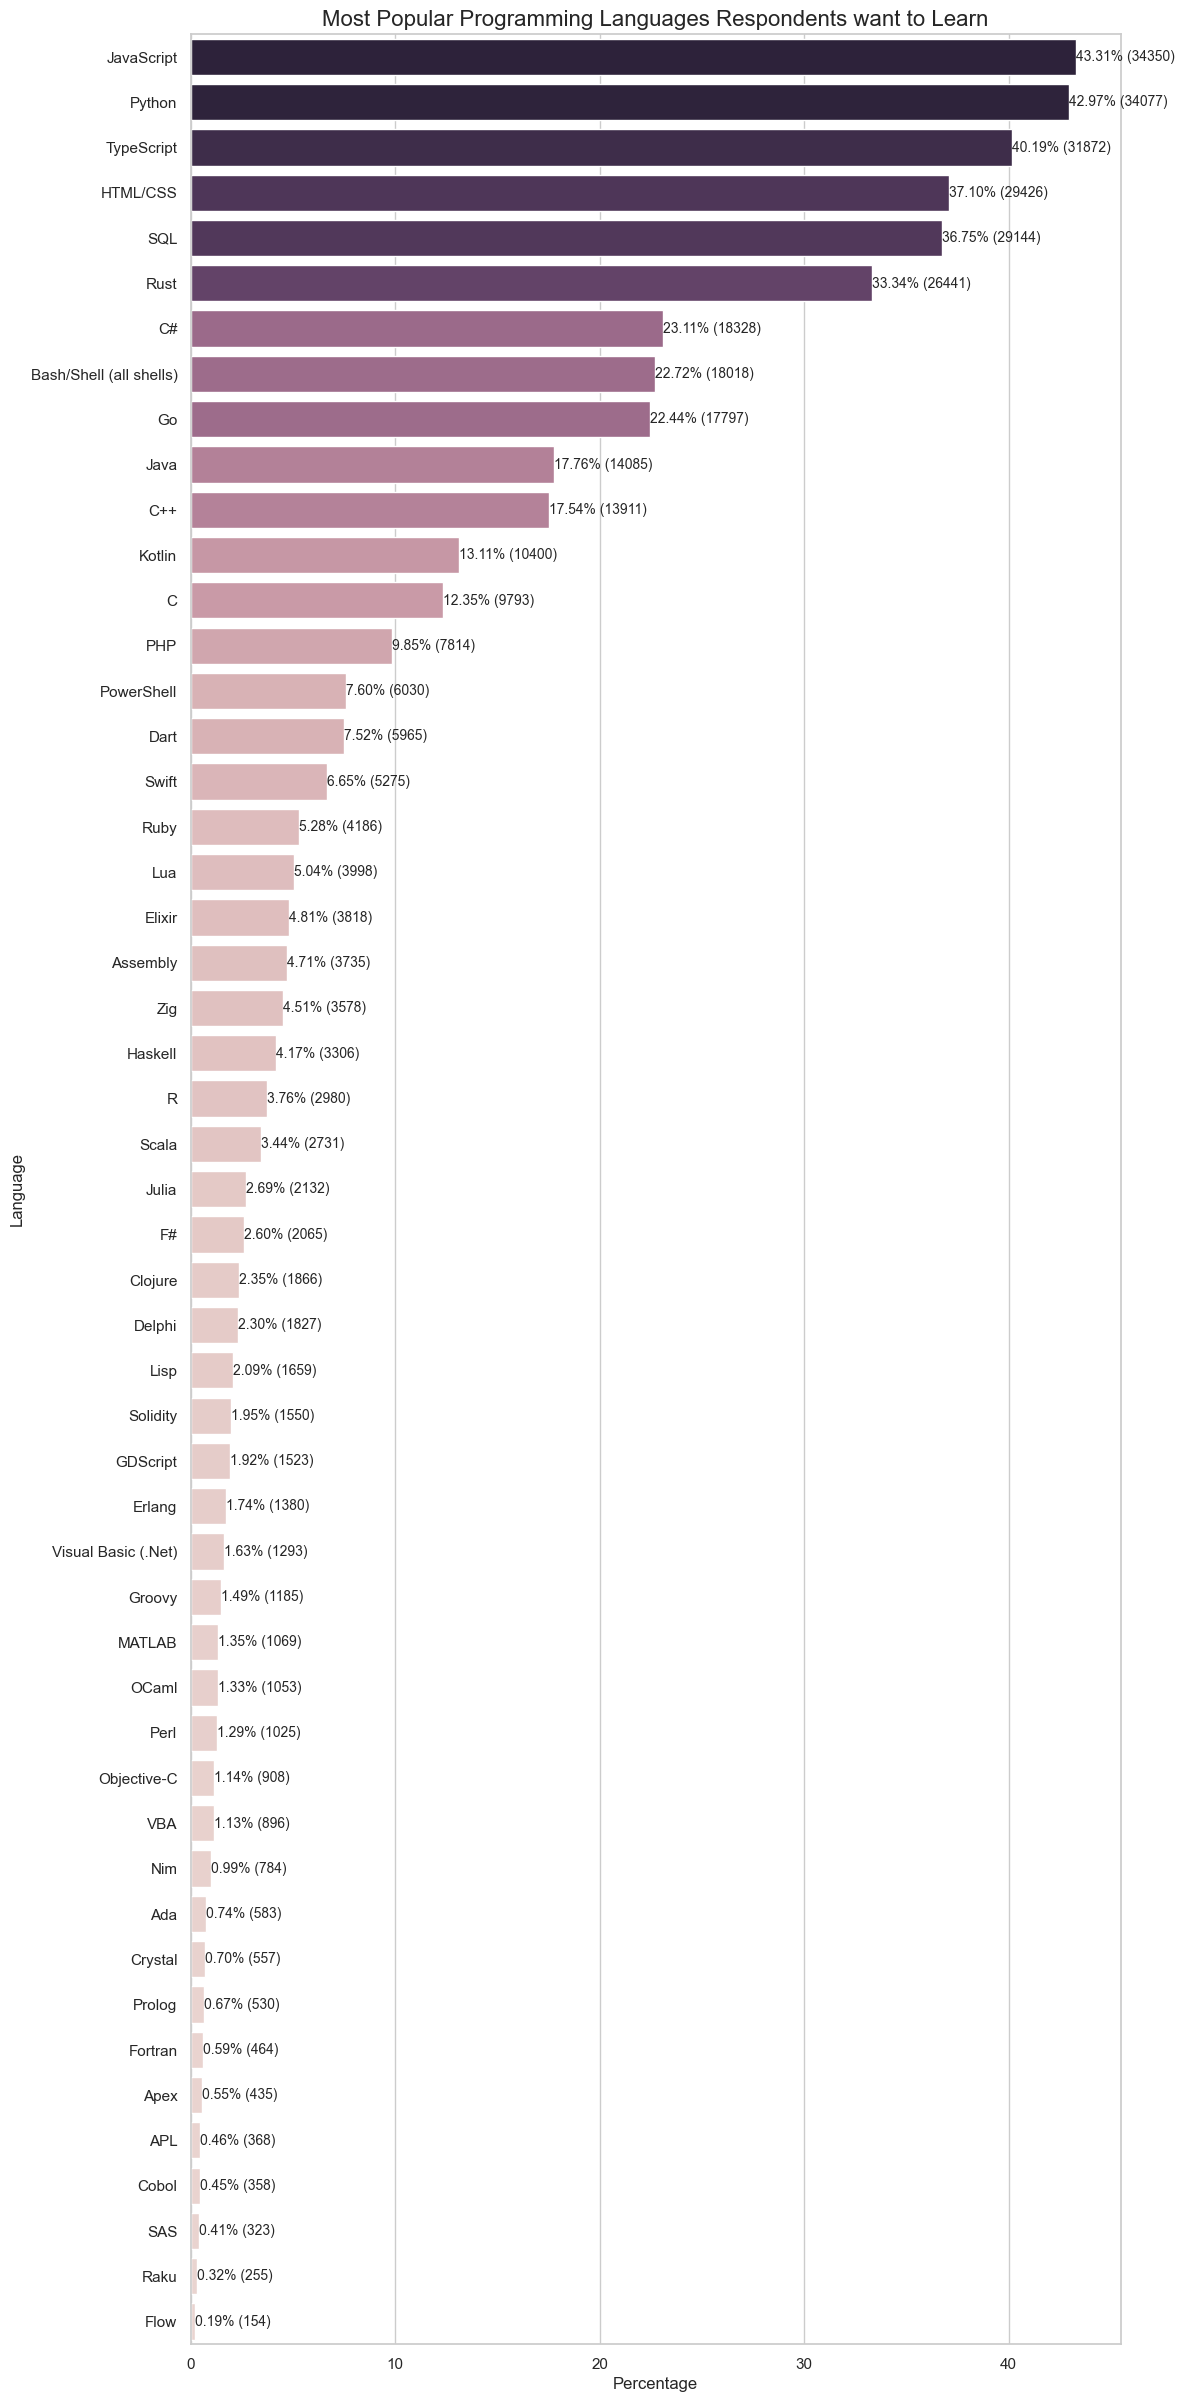 Most Popular Programming Languages Respondents want to Learn
JavaScript 43.31% (34350)
Python 42.97% (34077)
TypeScript 40.19% (31872)
HTML/CSS 37.10% (29426)
SQL 36.75% (29144)
Rust 33.34% (26441)
C# 23.11% (18328)
Bash/Shell (all shells) 22.72% (18018)
Go 22.44% (17797)
Java 17.76% (14085)
C++ 17.54% (13911)
Kotlin 13.11% (10400)
C 12.35% (9793)
PHP 9.85% (7814)
PowerShell 7.60% (6030)
Dart 7.52% (5965)
Swift 6.65% (5275)
Ruby 5.28% (4186)
Lua 5.04% (3998)
Elixir 4.81% (3818)
Assembly 4.71% (3735)
Zig 4.51% (3578)
Haskell 4.17% (3306)
R 3.76% (2980)
Scala 3.44% (2731)
Julia 2.69% (2132)
F# 2.60% (2065)
Clojure 2.35% (1866)
Delphi 2.30% (1827)
Lisp 2.09% (1659)
Solidity 1.95% (1550)
GDScript 1.92% (1523)
Erlang 1.74% (1380)
Visual Basic (.Net) 1.63% (1293)
Groovy 1.49% (1185)
MATLAB 1.35% (1069)
OCaml 1.33% (1053)
Perl 1.29% (1025)
Objective-C 1.14% (908)
VBA 1.13% (896)
Nim 0.99% (784)
Ada 0.74% (583)
Crystal 0.70% (557)
Prolog 0.67% (530)
Fortran 0.59% (464)
Apex 0.55% (435)
APL 0.46% (368)
Cobol 0.45% (358)
SAS 0.41% (323)
Raku 0.32% (255)
Flow 0.19% (154)
0 10 20 30 40
Percentage
Language